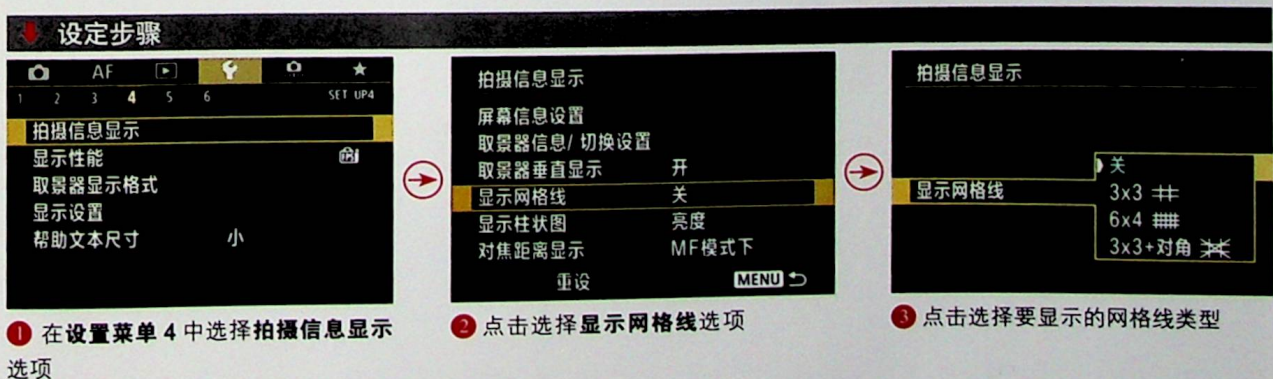 设定步骤
AF
1 2 3 4 5 6 SET UP4
拍摄信息显示
显示性能
取景器显示格式
显示设置
帮助文本尺寸 小
拍摄信息显示
屏幕信息设置
取景器信息/切换设置
取景器垂直显示 开
显示网格线 关
显示柱状图 亮度
对焦距离显示 MF模式下
重设 MENU
拍摄信息显示
显示网格线
关
3x3
6x4
3x3+对角
❶ 在设置菜单 4 中选择拍摄信息显示
选项
❷ 点击选择显示网格线选项
❸ 点击选择要显示的网格线类型